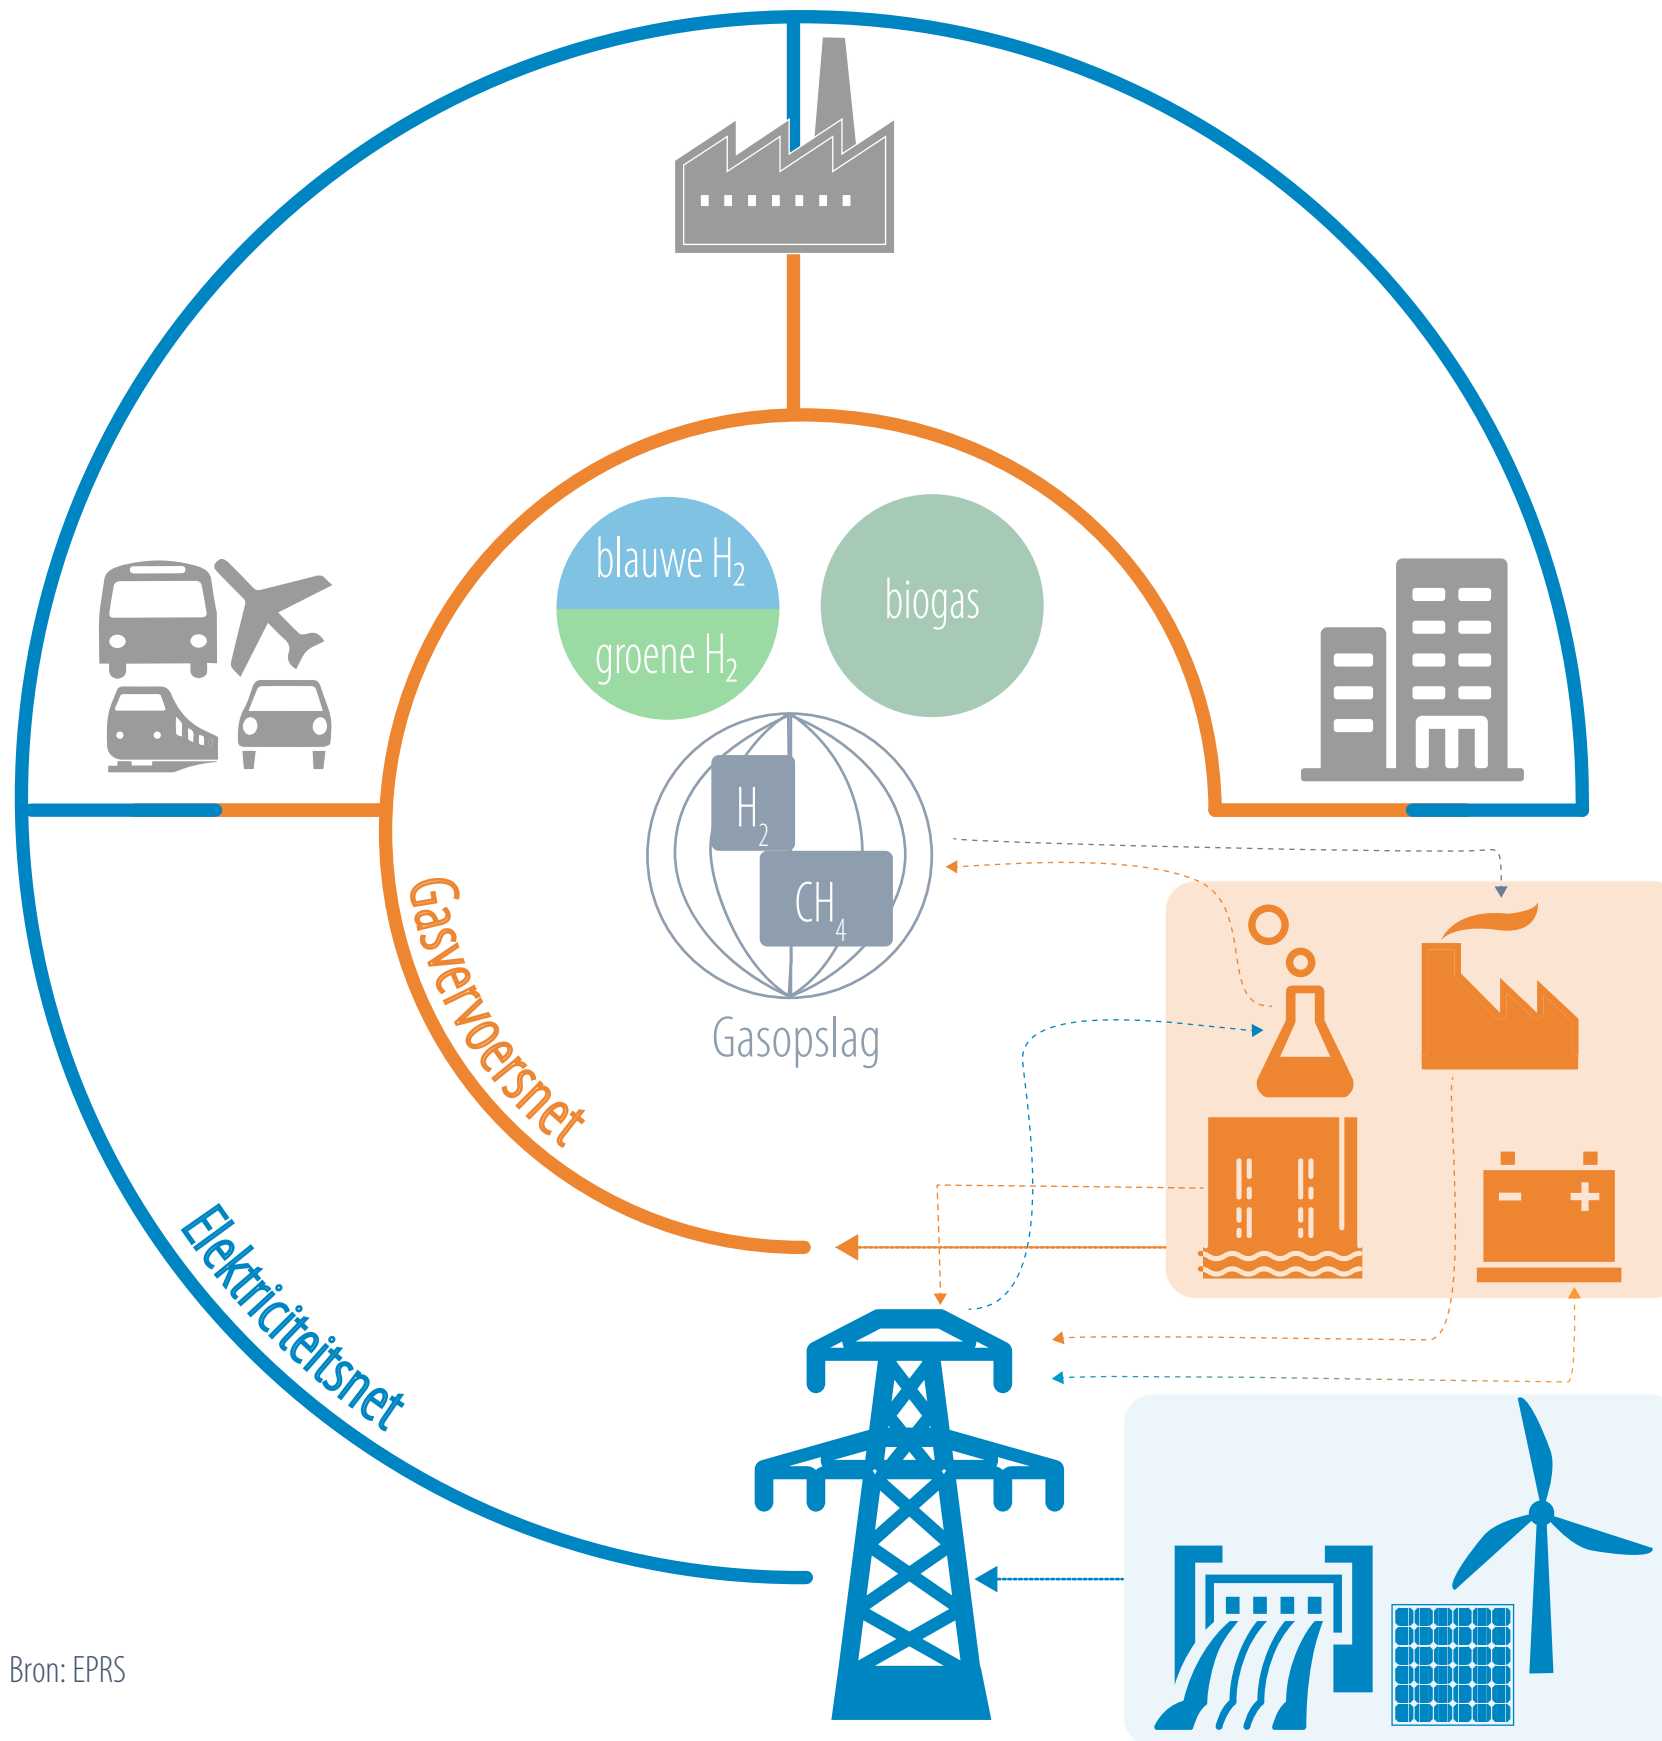 blauwe H₂
groene H₂
biogas
H₂
CH₄
Gasopslag
Gasvervoersnet
Elektriciteitsnet
Bron: EPRS